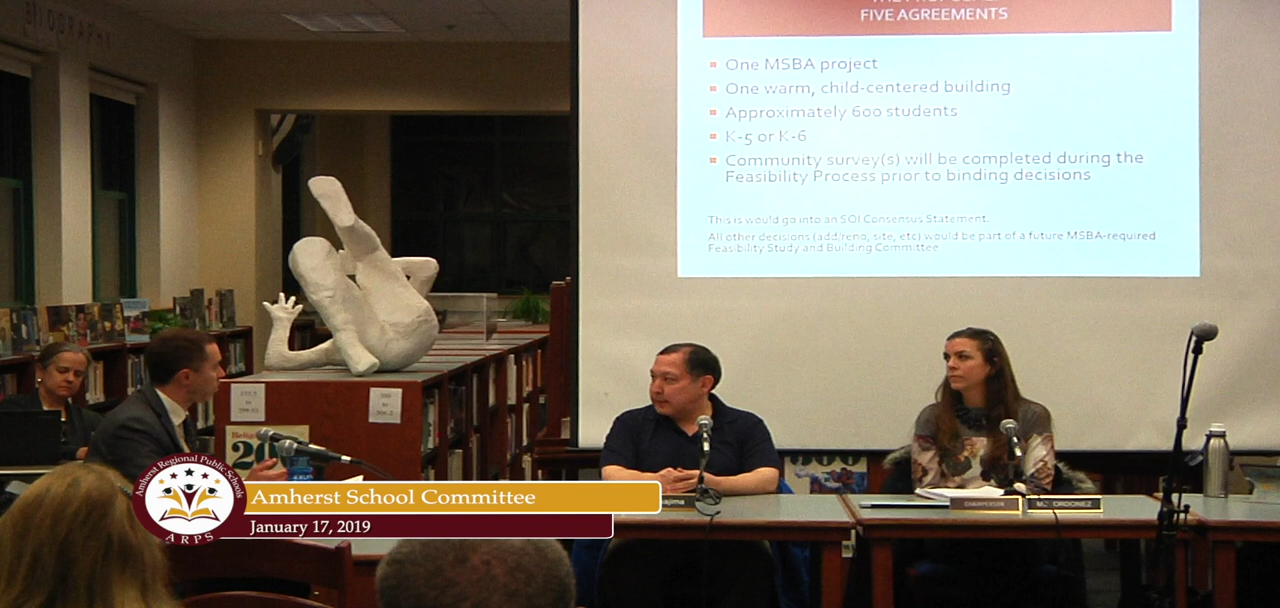 BIOGRAPHY
FIVE AGREEMENTS
One MSBA project
One warm, child-centered building
Approximately 600 students
K-5 or K-6
Community survey(s) will be completed during the
Feasibility Process prior to binding decisions
This is would go into an SOI Consensus Statement.
All other decisions (add/reno, site, etc) would be part of a future MSBA-required
Feasibility Study and Building Committee
20
Amherst Regional Public Schools
ARPS
Amherst School Committee
January 17, 2019
CHAIRPERSON
ORDONEZ